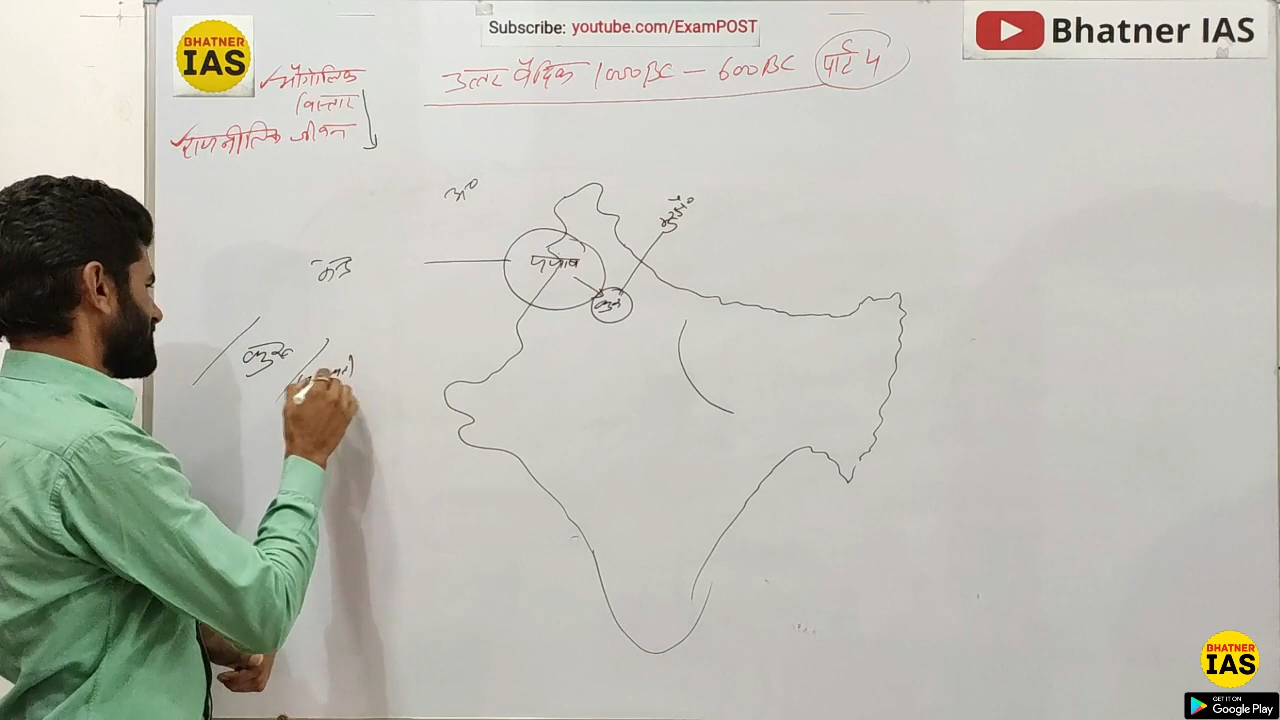 BHATNER
IAS
Subscribe: youtube.com/ExamPOST
Bhatner IAS
भौगोलिक
विस्तार
राजनीतिक जीवन
उत्तर वैदिक 1000BC – 600BC पार्ट 4
पंजाब
BHATNER
IAS
GET IT ON
Google Play